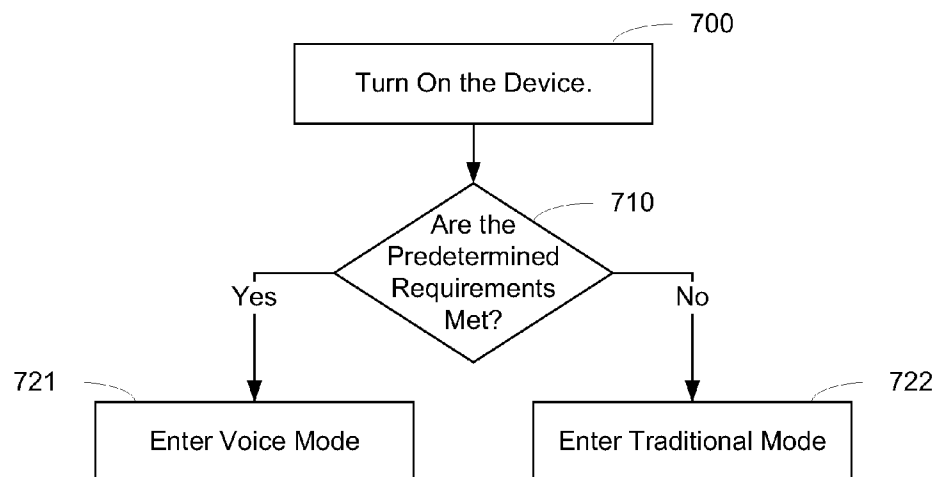 700
Turn On the Device.
710
Are the
Predetermined
Requirements
Met?
Yes
No
721
722
Enter Voice Mode
Enter Traditional Mode